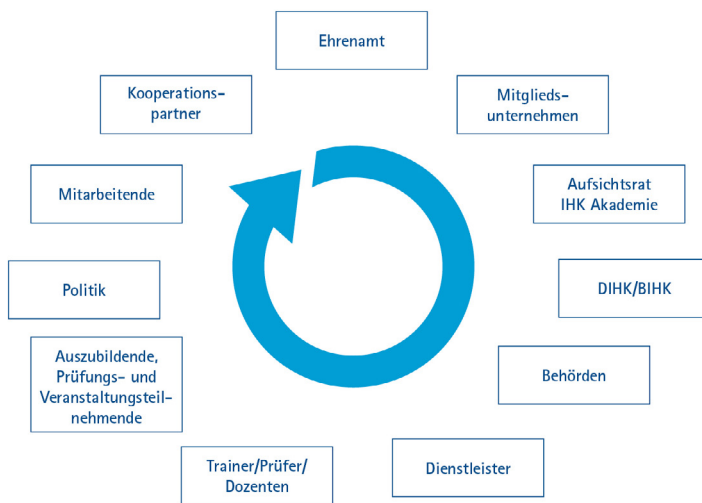 Ehrenamt
Mitglieds-
unternehmen
Aufsichtsrat
IHK Akademie
DIHK/BIHK
Behörden
Dienstleister
Trainer/Prüfer/
Dozenten
Auszubildende,
Prüfungs- und
Veranstaltungsteil-
nehmende
Politik
Mitarbeitende
Kooperations-
partner